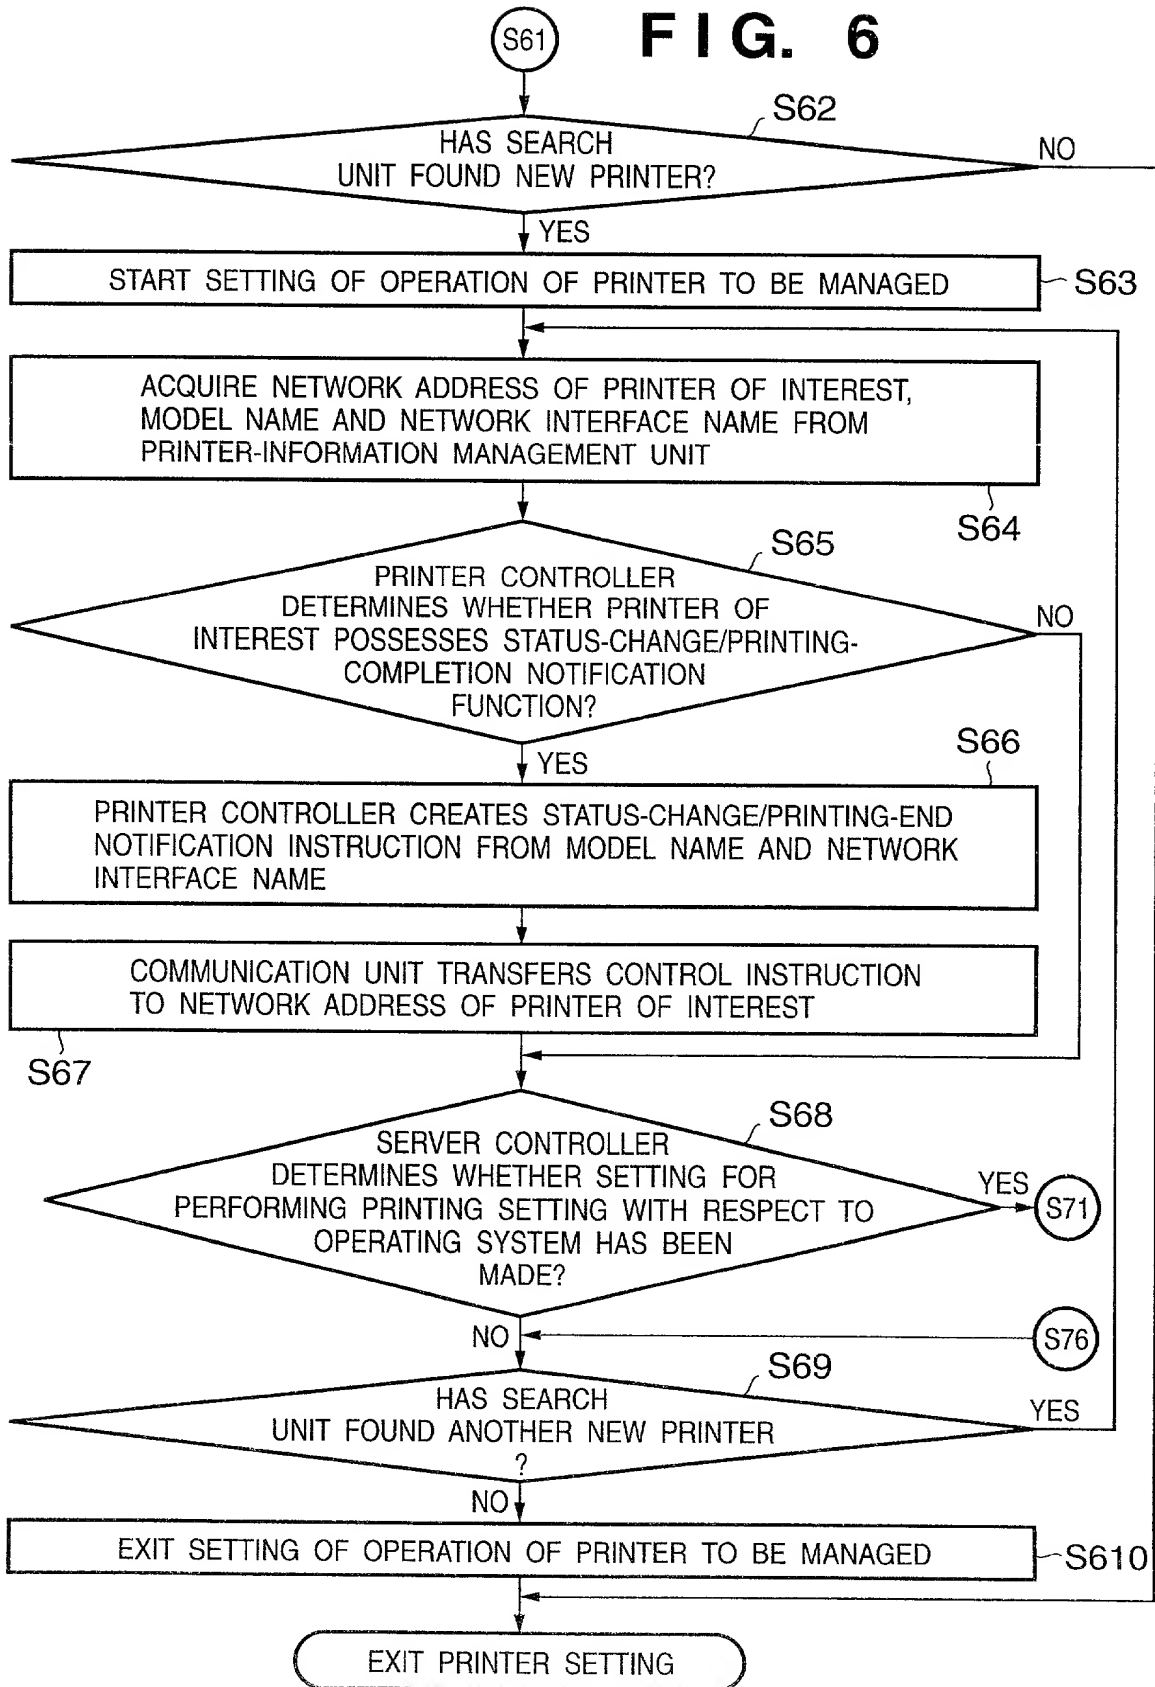 S61
FIG. 6
S62
HAS SEARCH
UNIT FOUND NEW PRINTER?
NO
YES
START SETTING OF OPERATION OF PRINTER TO BE MANAGED
S63
ACQUIRE NETWORK ADDRESS OF PRINTER OF INTEREST,
MODEL NAME AND NETWORK INTERFACE NAME FROM
PRINTER-INFORMATION MANAGEMENT UNIT
S64
S65
PRINTER CONTROLLER
DETERMINES WHETHER PRINTER OF
INTEREST POSSESSES STATUS-CHANGE/PRINTING-
COMPLETION NOTIFICATION
FUNCTION?
NO
YES
S66
PRINTER CONTROLLER CREATES STATUS-CHANGE/PRINTING-END
NOTIFICATION INSTRUCTION FROM MODEL NAME AND NETWORK
INTERFACE NAME
COMMUNICATION UNIT TRANSFERS CONTROL INSTRUCTION
TO NETWORK ADDRESS OF PRINTER OF INTEREST
S67
S68
SERVER CONTROLLER
DETERMINES WHETHER SETTING FOR
PERFORMING PRINTING SETTING WITH RESPECT TO
OPERATING SYSTEM HAS BEEN
MADE?
YES
S71
NO
S76
S69
HAS SEARCH
UNIT FOUND ANOTHER NEW PRINTER
?
YES
NO
EXIT SETTING OF OPERATION OF PRINTER TO BE MANAGED
S610
EXIT PRINTER SETTING